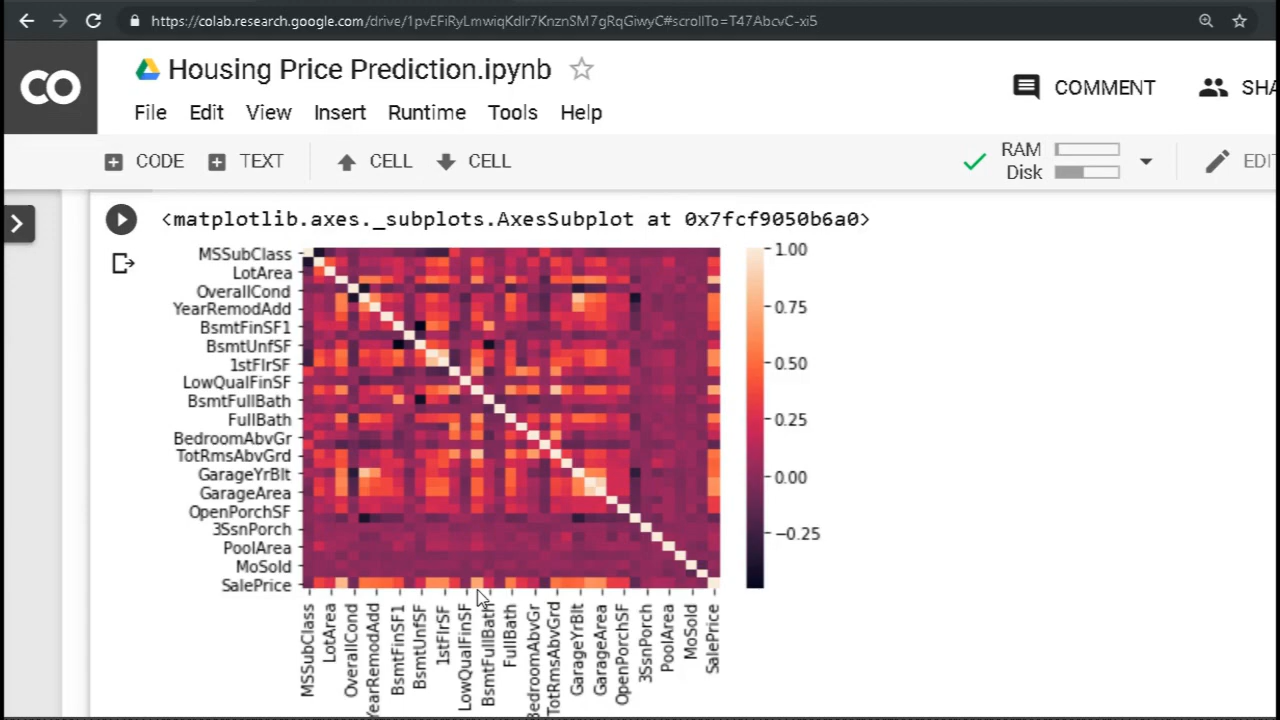 https://colab.research.google.com/drive/1pvEFiRyLmwiqKdlr7KnznSM7gRqGiwyC#scrollTo=T47AbcvC-xi5
CO
Housing Price Prediction.ipynb
COMMENT
SHA
File Edit View Insert Runtime Tools Help
CODE TEXT CELL CELL
RAM
Disk
EDI
<matplotlib.axes._subplots.AxesSubplot at 0x7fcf9050b6a0>
MSSubClass
LotArea
OverallCond
YearRemodAdd
BsmtFinSF1
BsmtUnfSF
1stFlrSF
LowQualFinSF
BsmtFullBath
FullBath
BedroomAbvGr
TotRmsAbvGrd
GarageYrBlt
GarageArea
OpenPorchSF
3SsnPorch
PoolArea
MoSold
SalePrice
1.00
0.75
0.50
0.25
0.00
−0.25
MSSubClass
LotArea
OverallCond
YearRemodAdd
BsmtFinSF1
BsmtUnfSF
1stFlrSF
LowQualFinSF
BsmtFullBath
FullBath
BedroomAbvGr
TotRmsAbvGrd
GarageYrBlt
GarageArea
OpenPorchSF
3SsnPorch
PoolArea
MoSold
SalePrice